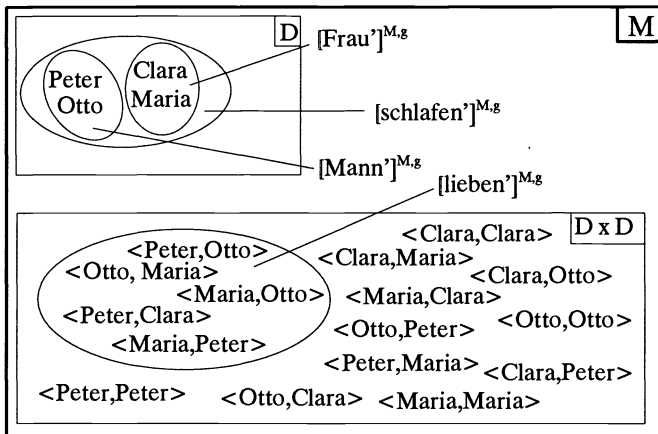 D
M
[Frau']M,g
Clara
Peter
Maria
Otto
[schlafen']M,g
[Mann']M,g
[lieben']M,g
D x D
<Clara,Clara>
<Peter,Otto>
<Clara,Maria>
<Otto, Maria>
<Clara,Otto>
<Maria,Otto>
<Maria,Clara>
<Peter,Clara>
<Otto,Peter>
<Otto,Otto>
<Maria,Peter>
<Peter,Maria>
<Clara,Peter>
<Peter,Peter>
<Otto,Clara>
<Maria,Maria>